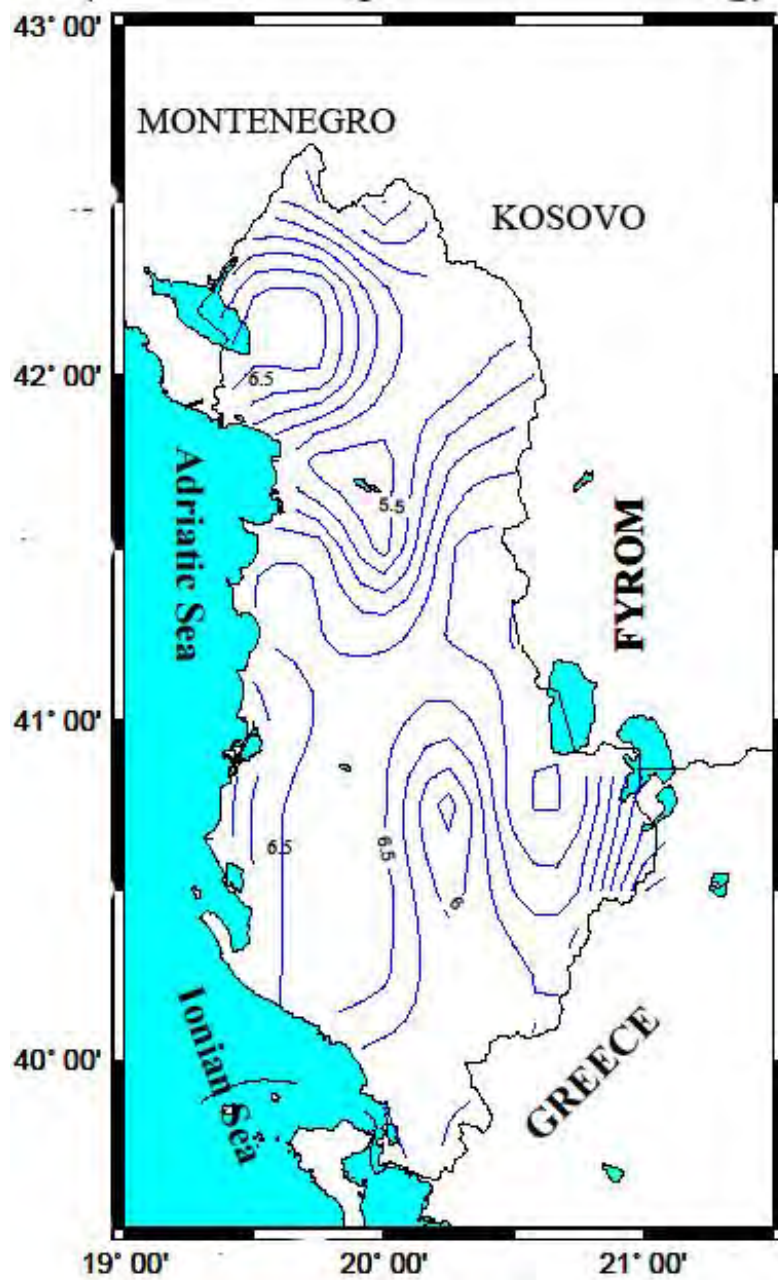 43° 00'
MONTENEGRO
KOSOVO
42° 00'
6.5
Adriatic Sea
5.5
FYROM
41° 00'
6.5
6.5
6
Ionian Sea
GREECE
40° 00'
19° 00'
20° 00'
21° 00'